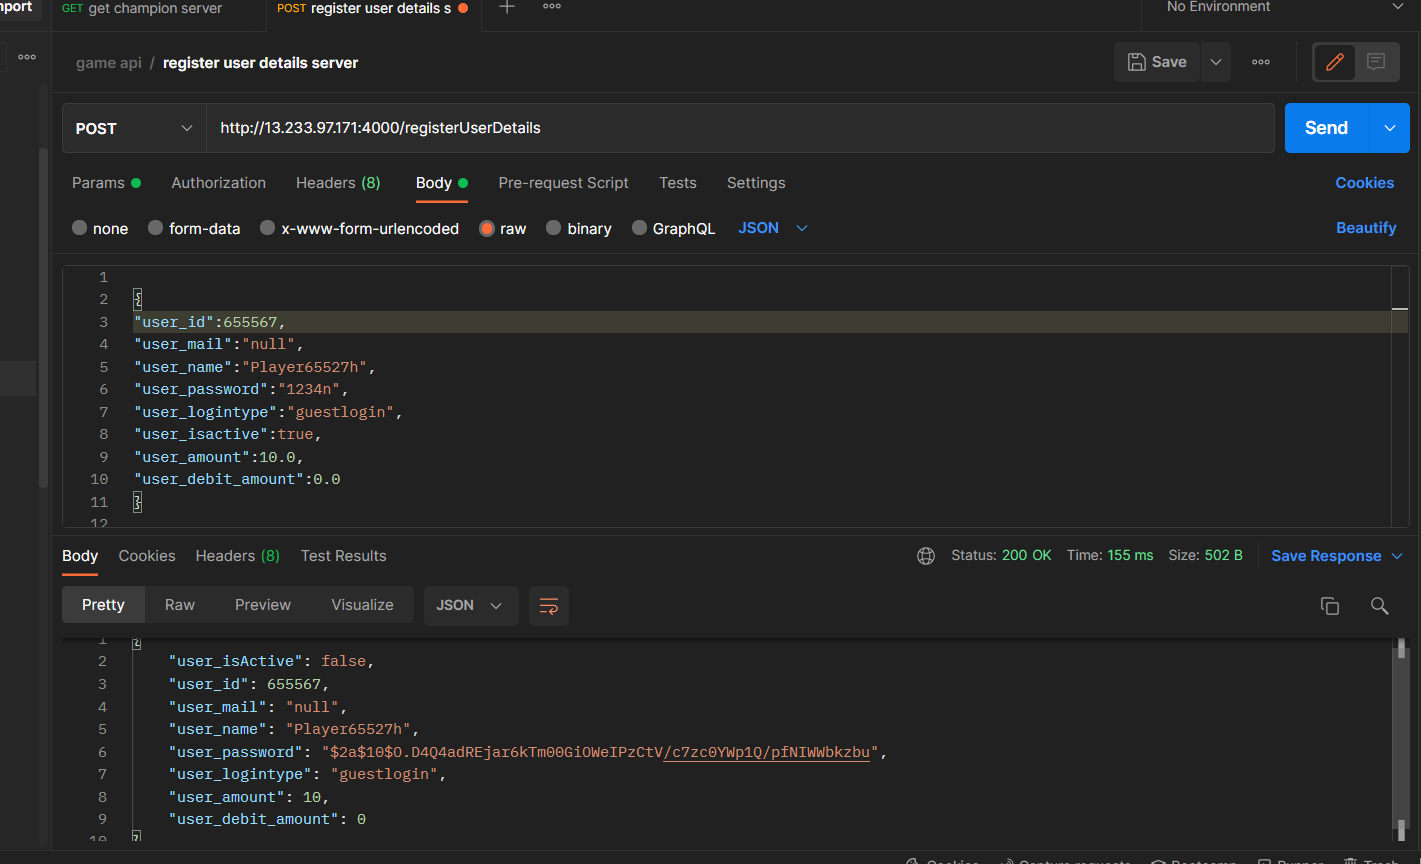 mport
GET get champion server
POST register user details s
No Environment
game api / register user details server
Save
POST
http://13.233.97.171:4000/registerUserDetails
Send
Params
Authorization
Headers (8)
Body
Pre-request Script
Tests
Settings
Cookies
none
form-data
x-www-form-urlencoded
raw
binary
GraphQL
JSON
Beautify
1
2 {
3 "user_id":655567,
4 "user_mail":"null",
5 "user_name":"Player65527h",
6 "user_password":"1234n",
7 "user_logintype":"guestlogin",
8 "user_isactive":true,
9 "user_amount":10.0,
10 "user_debit_amount":0.0
11 }
12
Body
Cookies
Headers (8)
Test Results
Status: 200 OK
Time: 155 ms
Size: 502 B
Save Response
Pretty
Raw
Preview
Visualize
JSON
1 {
2 "user_isActive": false,
3 "user_id": 655567,
4 "user_mail": "null",
5 "user_name": "Player65527h",
6 "user_password": "$2a$10$O.D4Q4adREjar6kTm00GiOWeIPzCtV/c7zc0YWp1Q/pfNIWWbkzbu",
7 "user_logintype": "guestlogin",
8 "user_amount": 10,
9 "user_debit_amount": 0
10 }
Cookies
Capture requests
Bootcamp
Runner
Trash